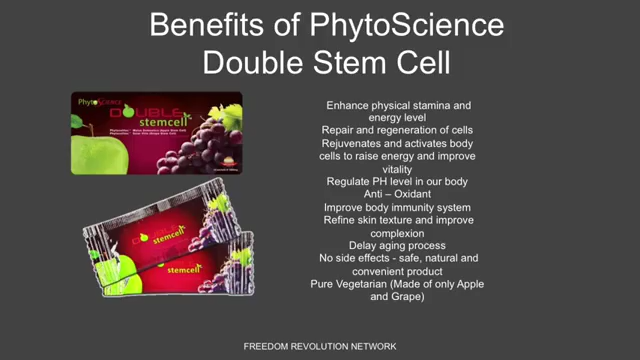 Benefits of PhytoScience
Double Stem Cell
PhytoScience
DOUBLE
stemcell
Enhance physical stamina and
energy level
Repair and regeneration of cells
Rejuvenates and activates body
cells to raise energy and improve
vitality
Regulate PH level in our body
Anti – Oxidant
Improve body immunity system
Refine skin texture and improve
complexion
Delay aging process
No side effects - safe, natural and
convenient product
Pure Vegetarian (Made of only Apple
and Grape)
DOUBLE
stemcell
stemcell
FREEDOM REVOLUTION NETWORK